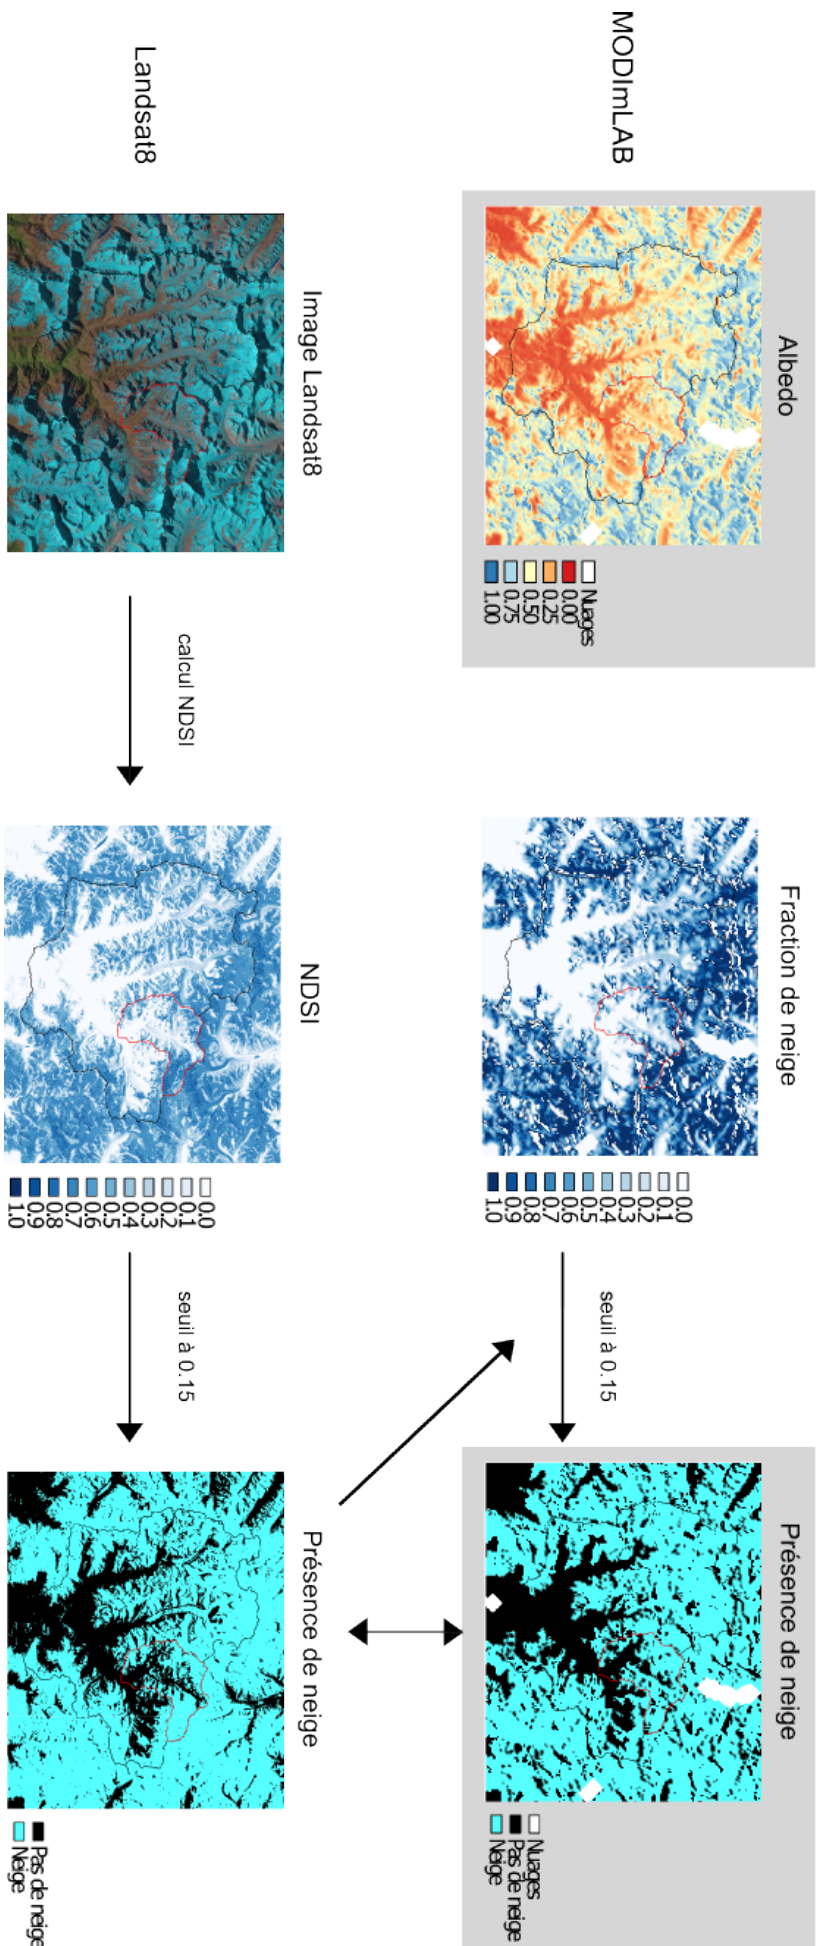 MODImLAB
Albedo
Nuages
0.00
0.25
0.50
0.75
1.00
Fraction de neige
0.0
0.1
0.2
0.3
0.4
0.5
0.6
0.7
0.8
0.9
1.0
seuil à 0.15
Présence de neige
Nuages
Pas de neige
Neige
Landsat8
Image Landsat8
calcul NDSI
NDSI
0.0
0.1
0.2
0.3
0.4
0.5
0.6
0.7
0.8
0.9
1.0
seuil à 0.15
Présence de neige
Pas de neige
Neige